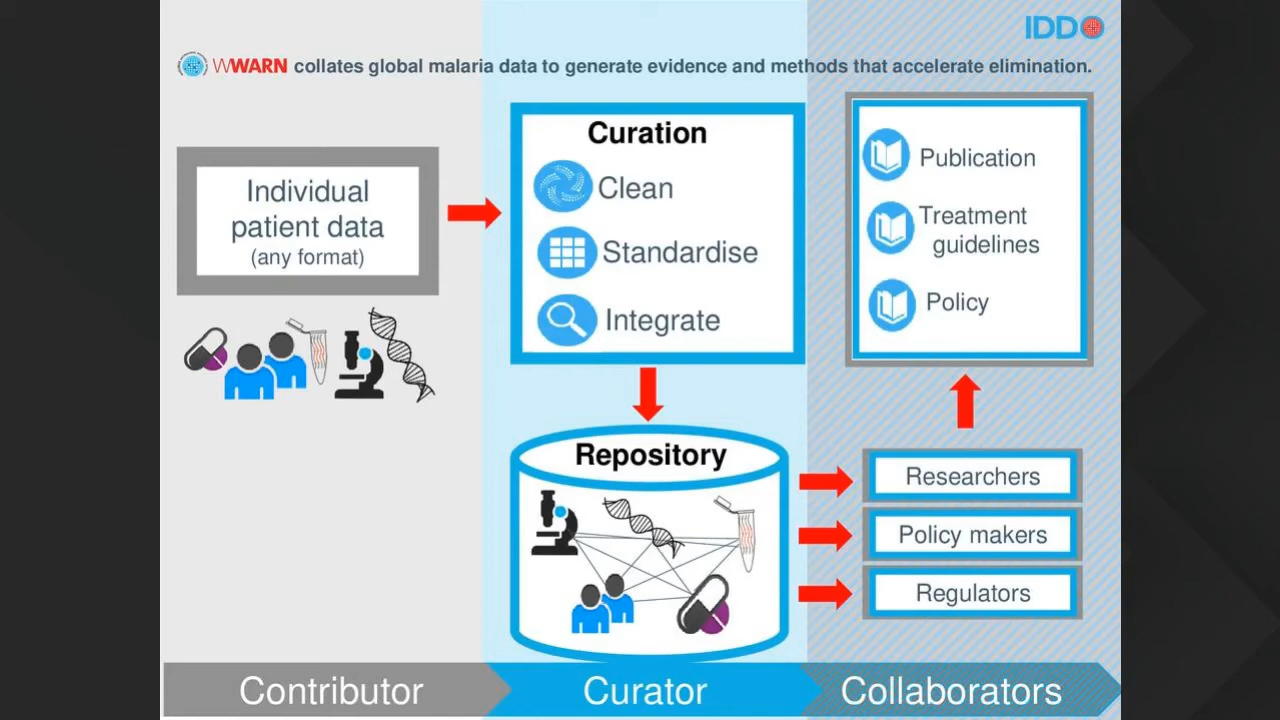 IDDO
WWARN collates global malaria data to generate evidence and methods that accelerate elimination.
Individual
patient data
(any format)
Curation
Clean
Standardise
Integrate
Publication
Treatment
guidelines
Policy
Repository
Researchers
Policy makers
Regulators
Contributor
Curator
Collaborators